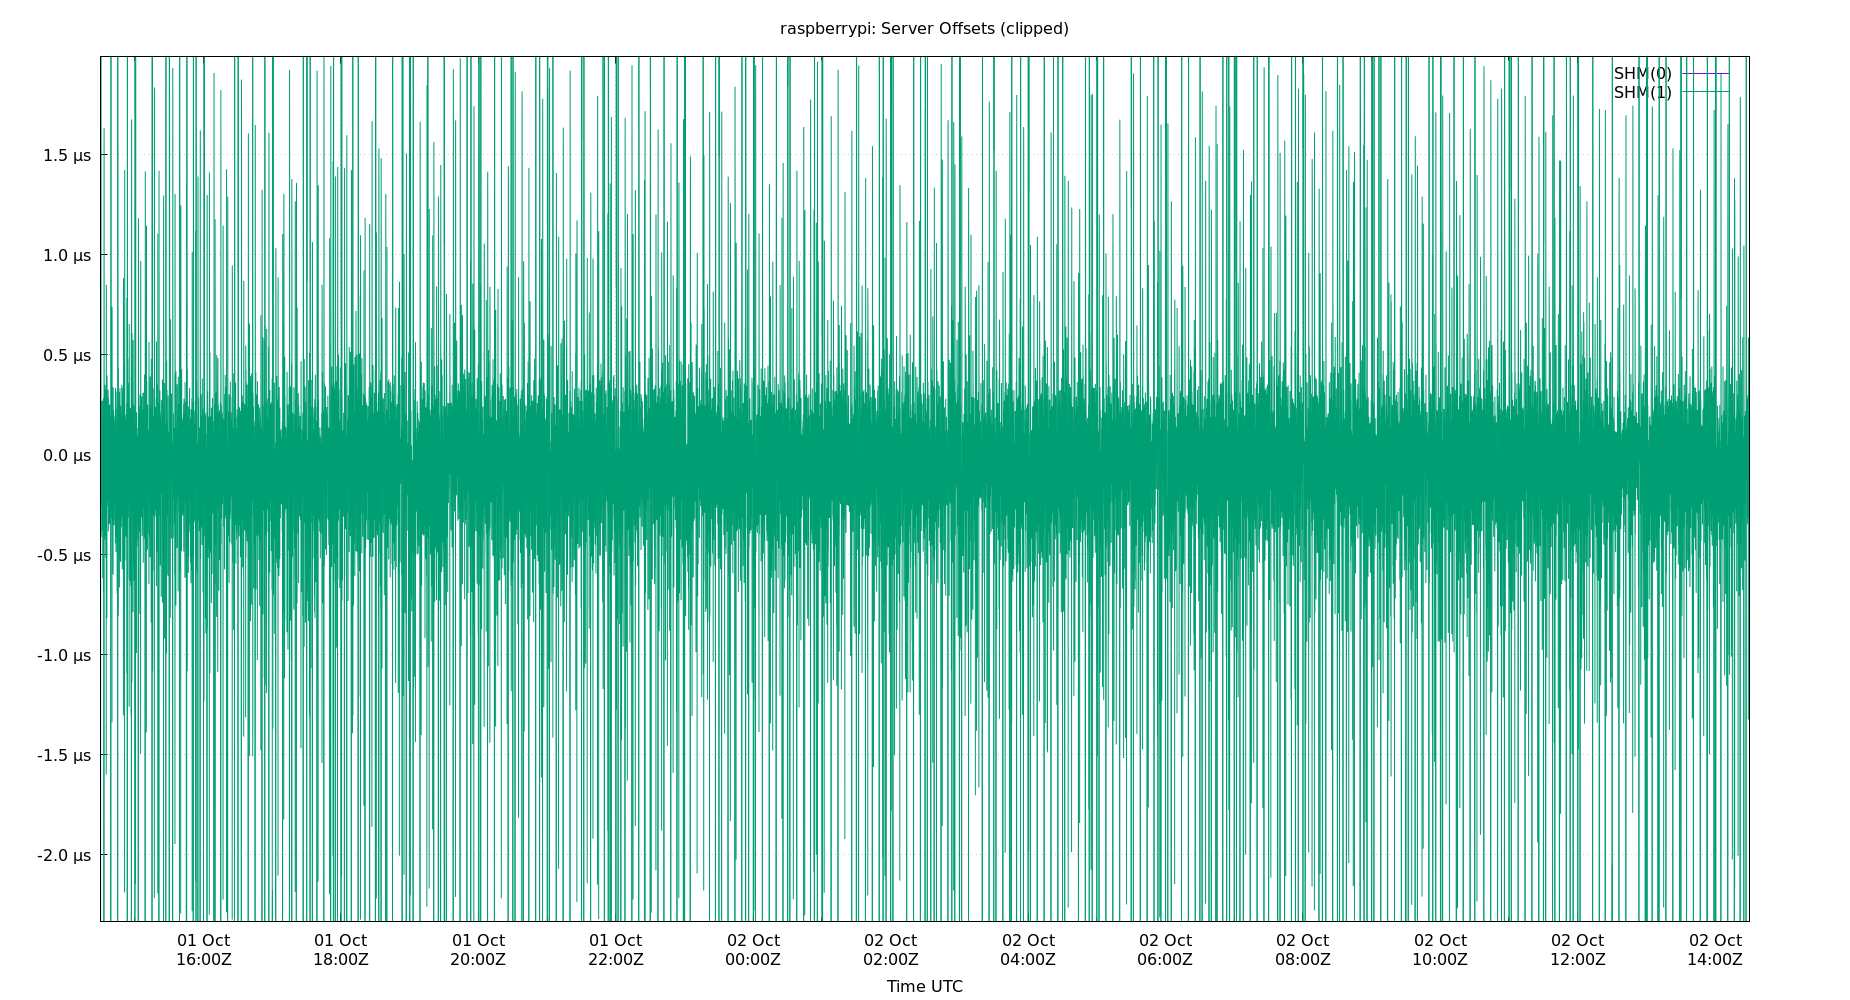 raspberrypi: Server Offsets (clipped)
SHM(0)
SHM(1)
1.5 µs
1.0 µs
0.5 µs
0.0 µs
-0.5 µs
-1.0 µs
-1.5 µs
-2.0 µs
01 Oct 01 Oct 01 Oct 01 Oct 02 Oct 02 Oct 02 Oct 02 Oct 02 Oct 02 Oct 02 Oct 02 Oct
16:00Z 18:00Z 20:00Z 22:00Z 00:00Z 02:00Z 04:00Z 06:00Z 08:00Z 10:00Z 12:00Z 14:00Z
Time UTC